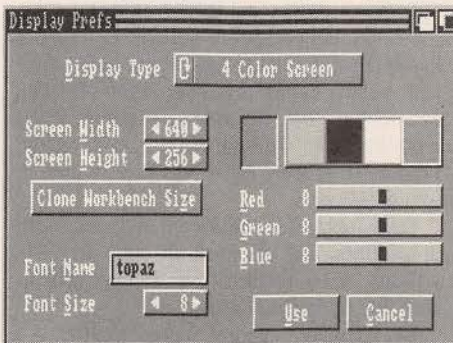 Display Prefs
Display Type 4 Color Screen
Screen Width 640
Screen Height 256
Clone Workbench Size
Red 8
Green 8
Blue 8
Font Name topaz
Font Size 8
Use Cancel